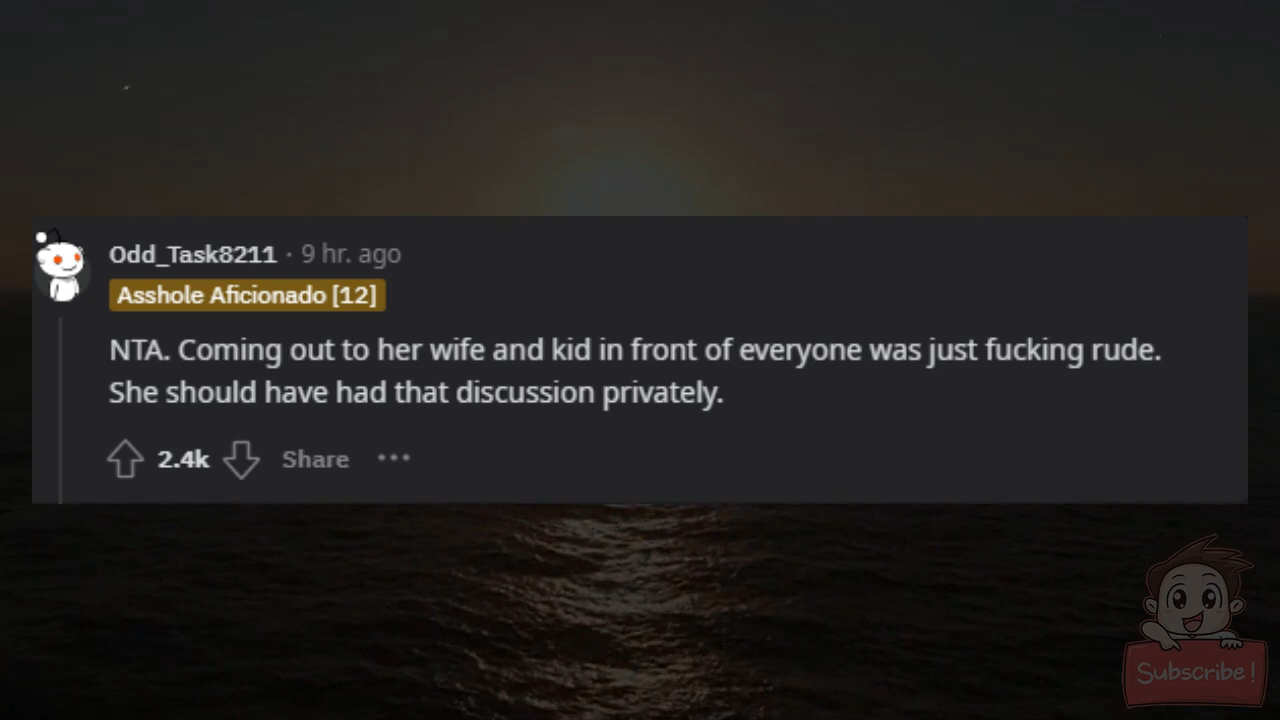 Odd_Task8211 · 9 hr. ago
Asshole Aficionado [12]
NTA. Coming out to her wife and kid in front of everyone was just fucking rude.
She should have had that discussion privately.
2.4k Share •••
Subscribe!